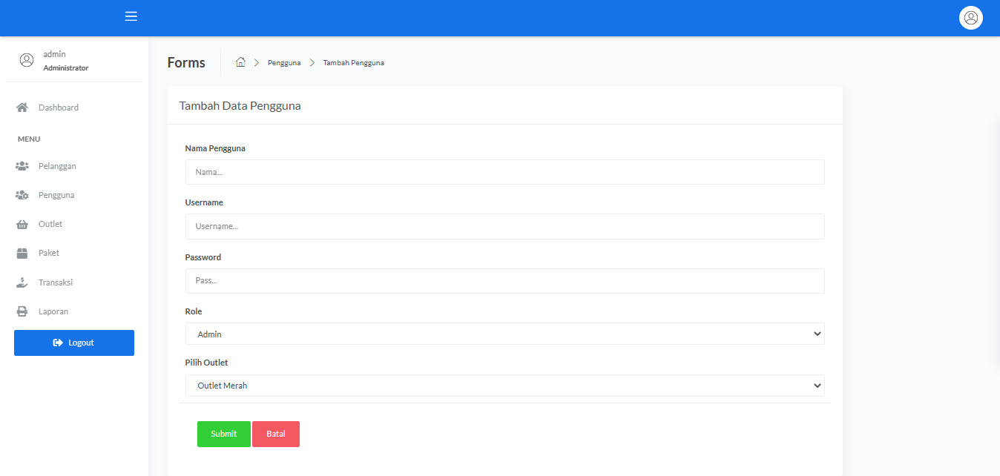 admin
Administrator
Dashboard
MENU
Pelanggan
Pengguna
Outlet
Paket
Transaksi
Laporan
Logout
Forms
Pengguna
Tambah Pengguna
Tambah Data Pengguna
Nama Pengguna
Nama...
Username
Username...
Password
Pass...
Role
Admin
Pilih Outlet
Outlet Merah
Submit
Batal